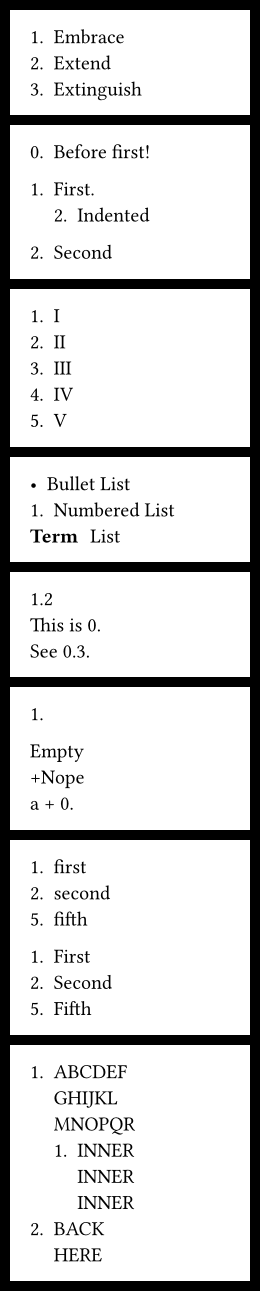 1. Embrace
2. Extend
3. Extinguish
0. Before first!
1. First.
2. Indented
2. Second
1. I
2. II
3. III
4. IV
5. V
• Bullet List
1. Numbered List
Term List
1.2
This is 0.
See 0.3.
1.
Empty
+Nope
a + 0.
1. first
2. second
5. fifth
1. First
2. Second
5. Fifth
1. ABCDEF
GHIJKL
MNOPQR
1. INNER
INNER
INNER
2. BACK
HERE